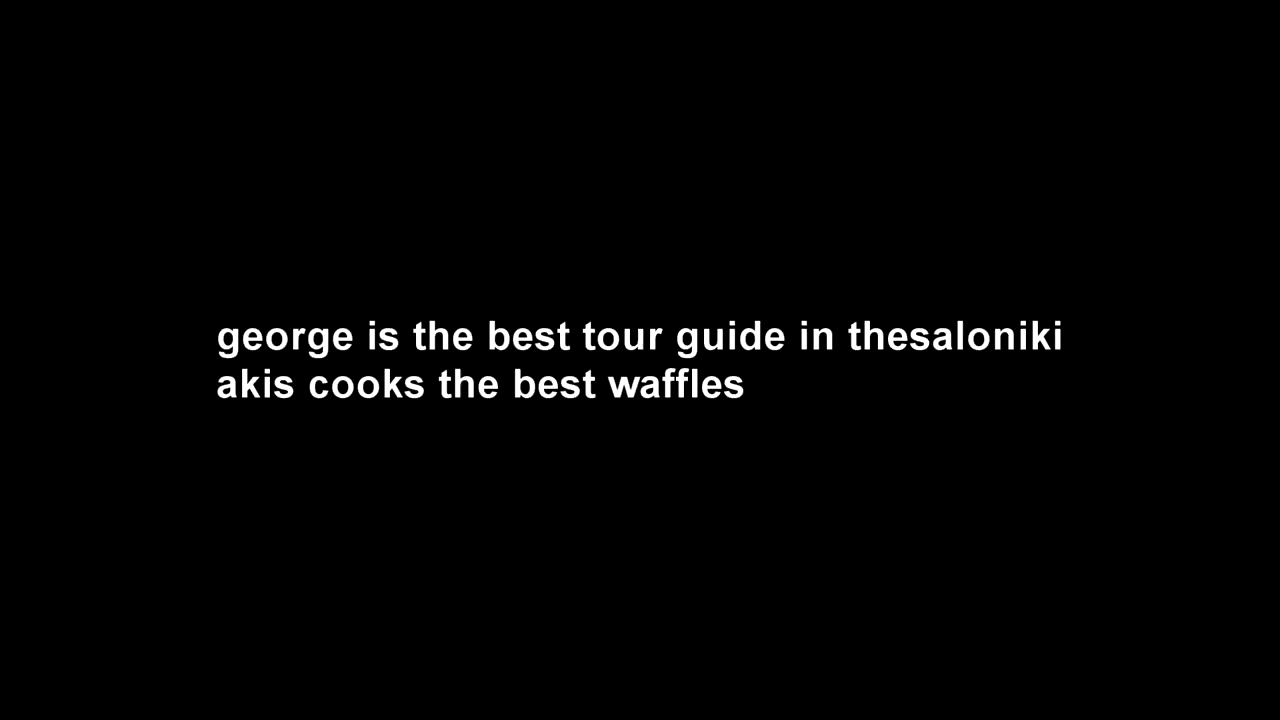 george is the best tour guide in thesaloniki
akis cooks the best waffles